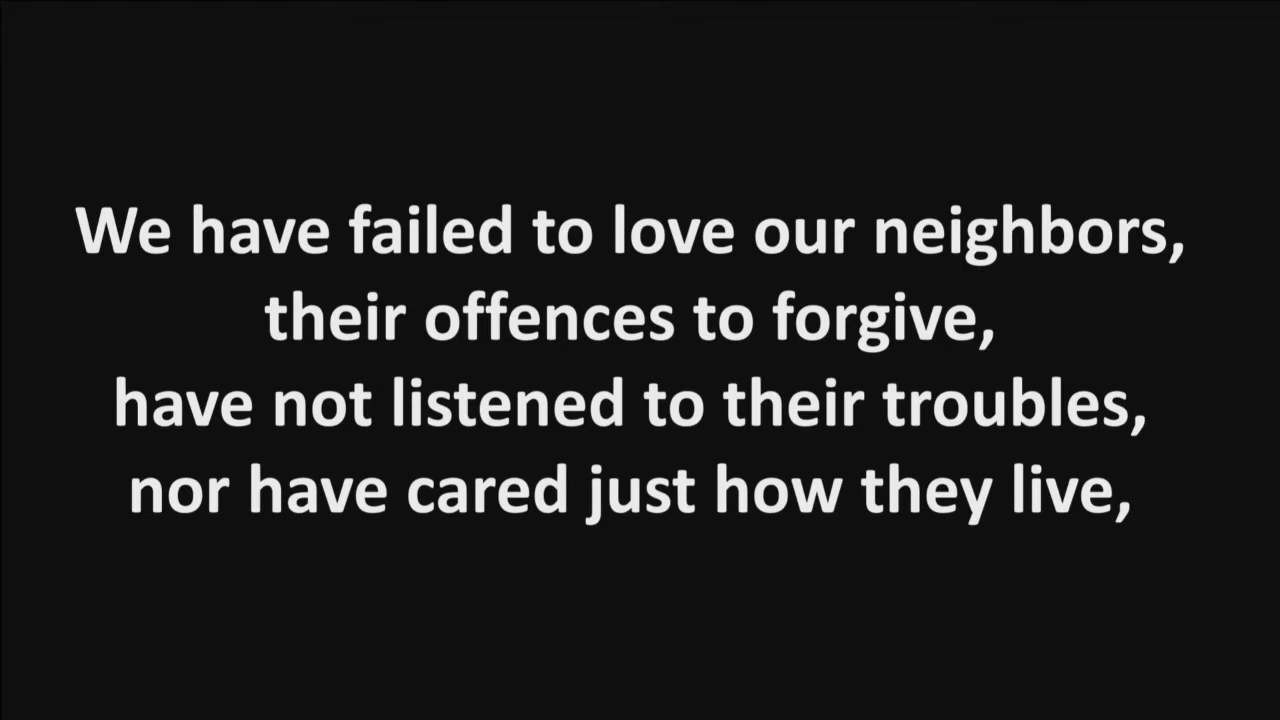 We have failed to love our neighbors,
their offences to forgive,
have not listened to their troubles,
nor have cared just how they live,